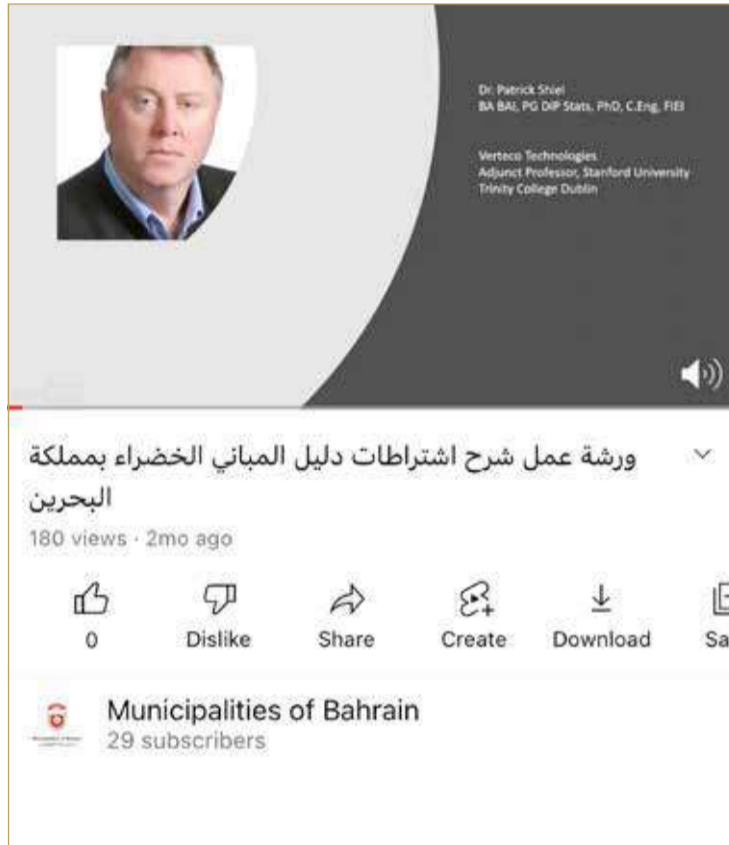 Dr. Patrick Shiel
BA BAI, PG DIP Stats, PhD, C.Eng, FIEI
Verteco Technologies
Adjunct Professor, Stanford University
Trinity College Dublin
ورشة عمل شرح اشتراطات دليل المباني الخضراء بمملكة
البحرين
180 views · 2mo ago
0 Dislike Share Create Download Sa
Municipalities of Bahrain
29 subscribers